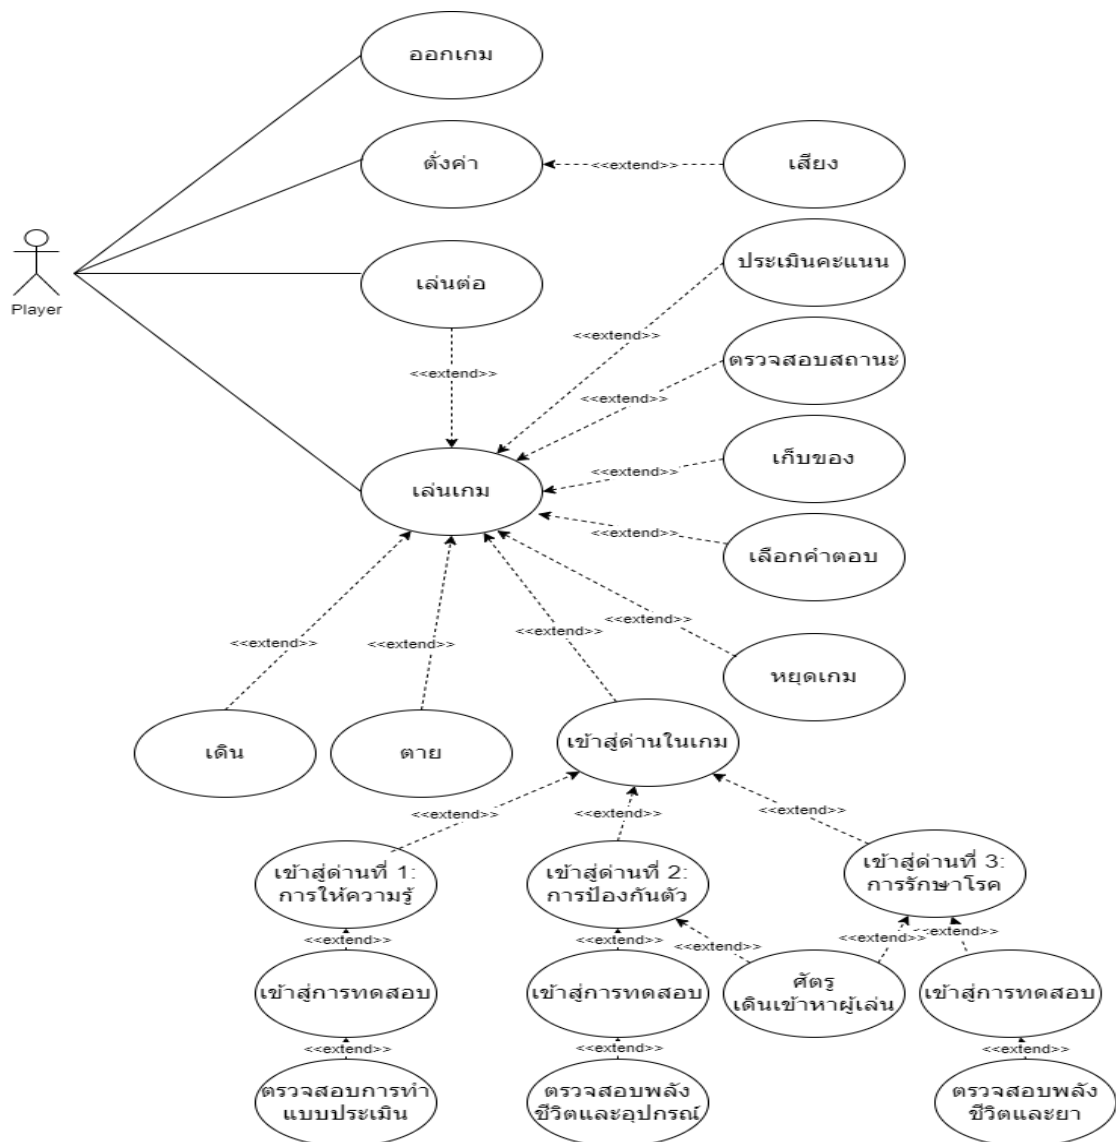 ออกเกม
ตั่งค่า
<<extend>>
เสียง
Player
เล่นต่อ
ประเมินคะแนน
<<extend>>
<<extend>>
ตรวจสอบสถานะ
<<extend>>
เก็บของ
<<extend>>
เล่นเกม
<<extend>>
เลือกคำตอบ
<<extend>>
<<extend>>
<<extend>>
<<extend>>
หยุดเกม
เดิน
ตาย
เข้าสู่ด่านในเกม
<<extend>>
<<extend>>
<<extend>>
เข้าสู่ด่านที่ 1:
การให้ความรู้
เข้าสู่ด่านที่ 2:
การป้องกันตัว
เข้าสู่ด่านที่ 3:
การรักษาโรค
<<extend>>
<<extend>>
<<extend>>
<<extend>>
<<extend>>
เข้าสู่การทดสอบ
เข้าสู่การทดสอบ
ศัตรู
เดินเข้าหาผู้เล่น
เข้าสู่การทดสอบ
<<extend>>
<<extend>>
<<extend>>
ตรวจสอบการทำ
แบบประเมิน
ตรวจสอบพลัง
ชีวิตและอุปกรณ์
ตรวจสอบพลัง
ชีวิตและยา